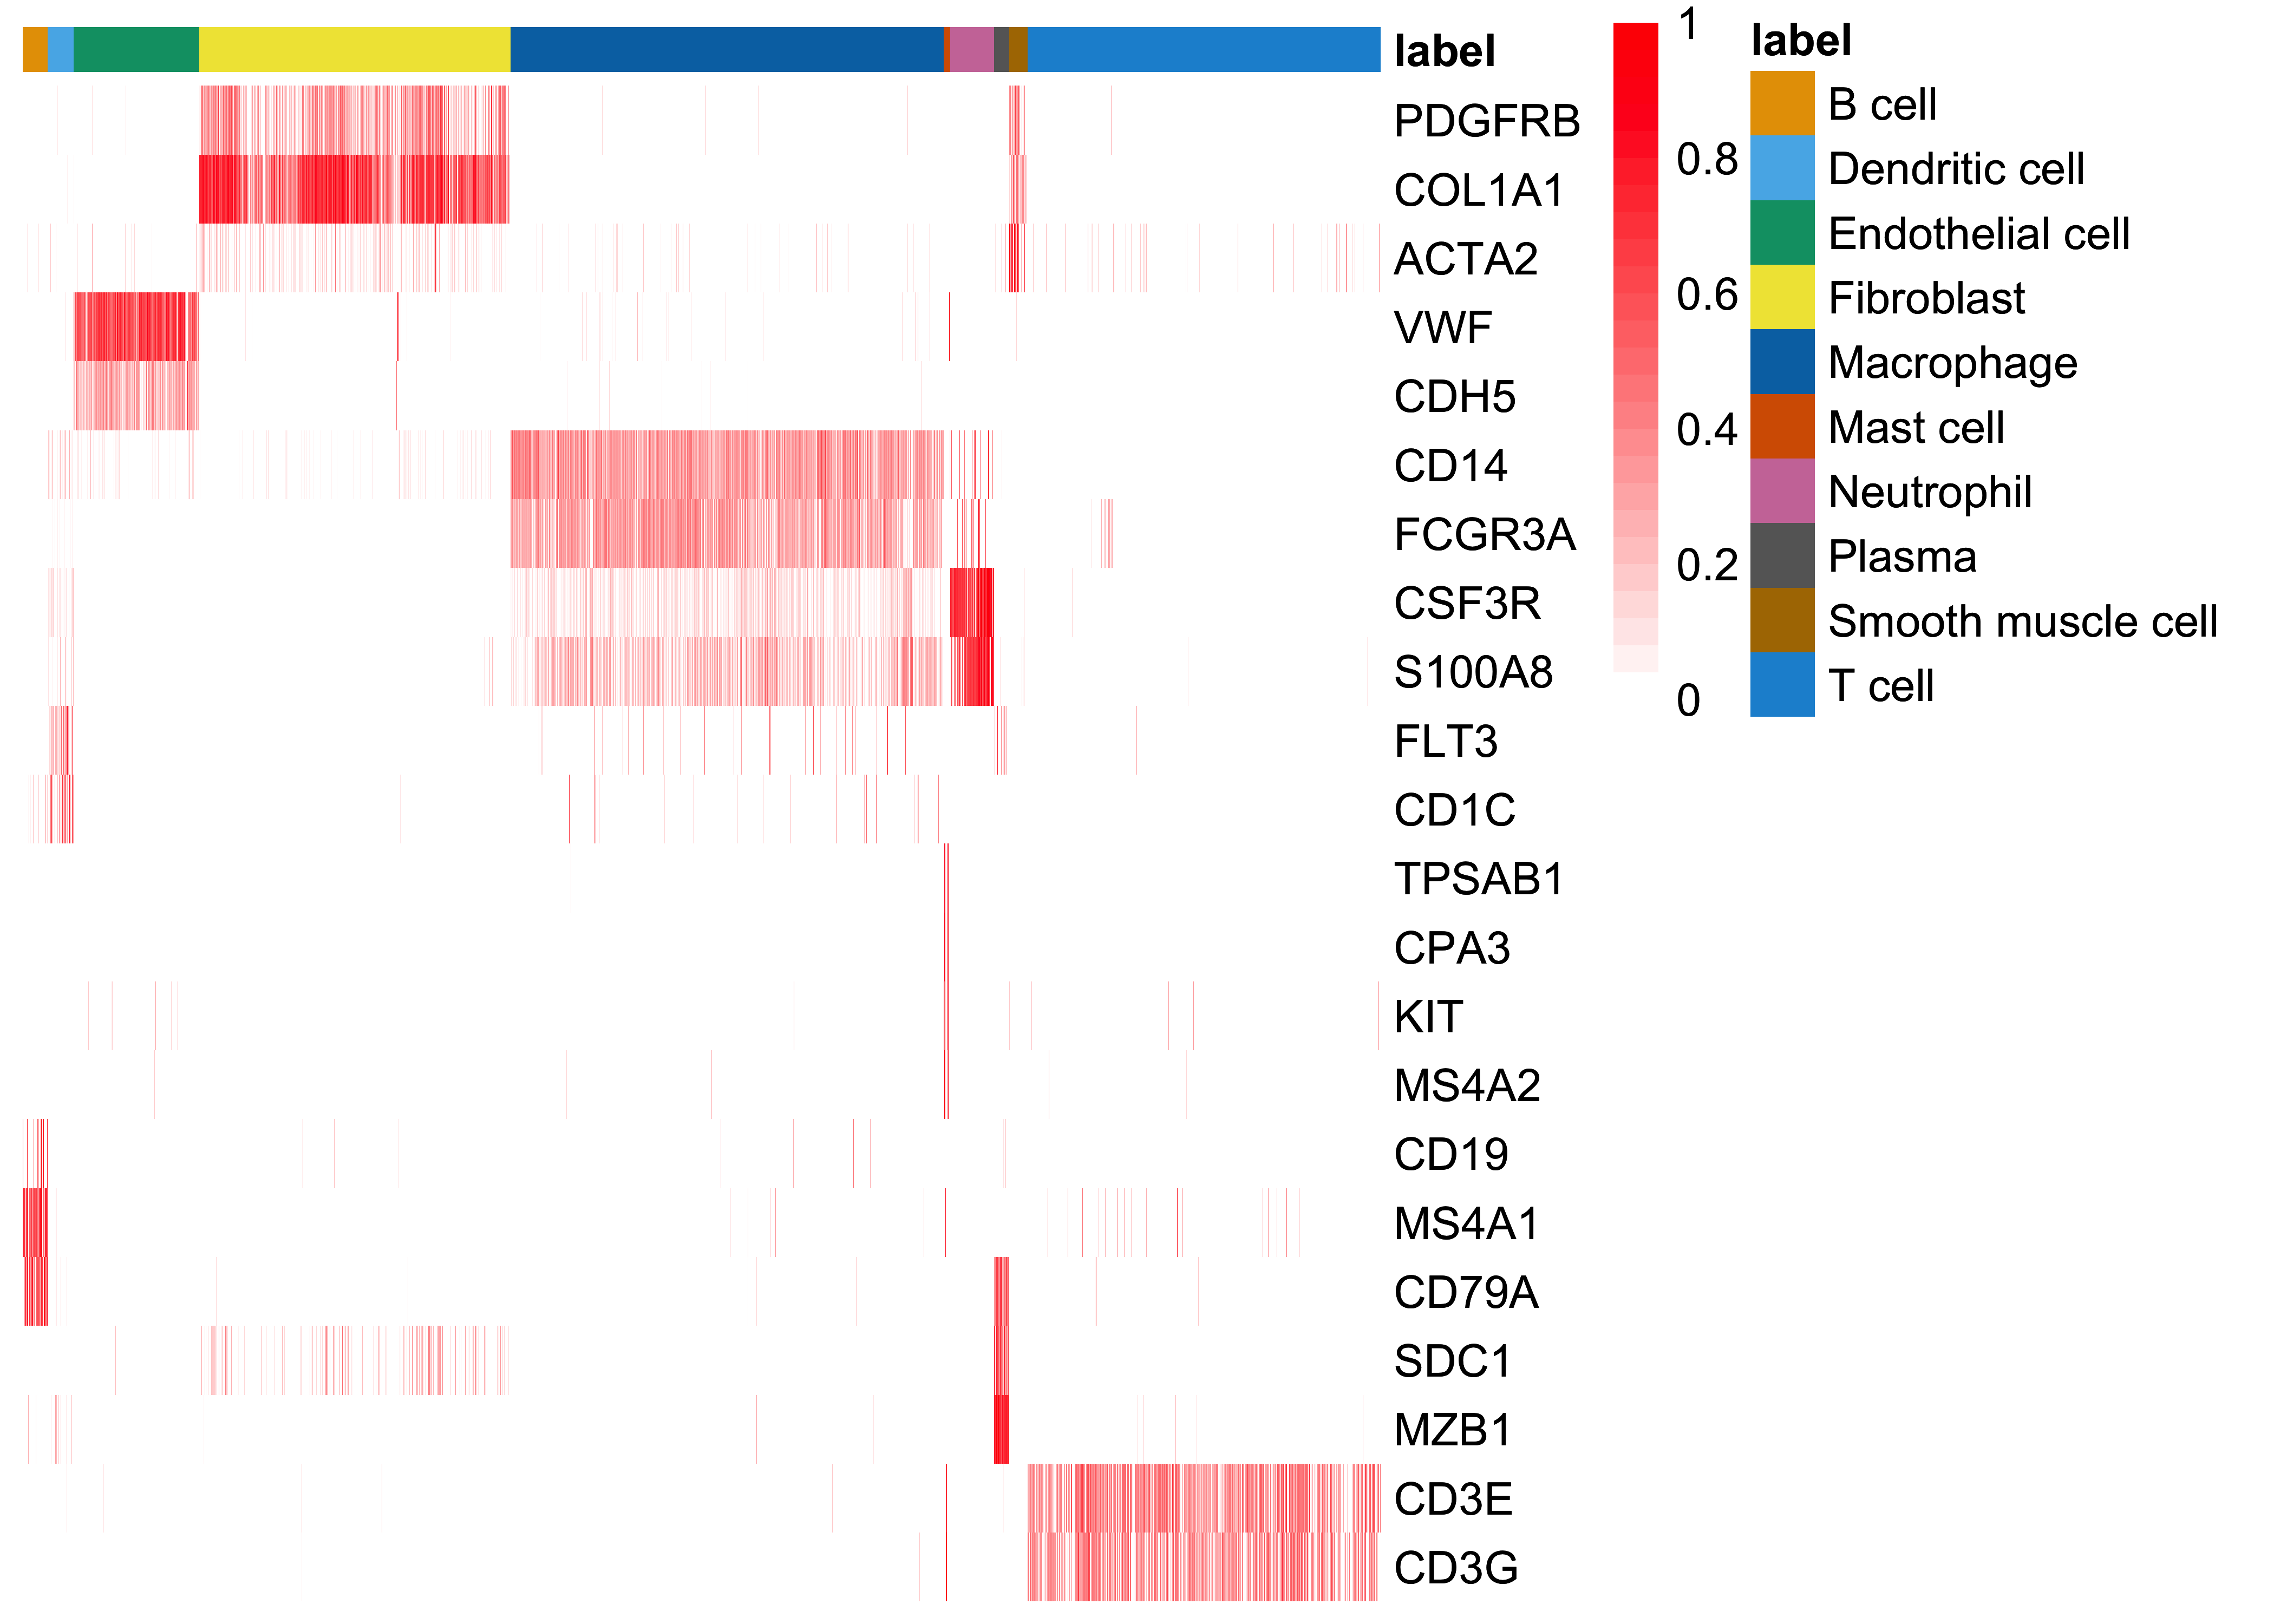 label
PDGFRB
COL1A1
ACTA2
VWF
CDH5
CD14
FCGR3A
CSF3R
S100A8
FLT3
CD1C
TPSAB1
CPA3
KIT
MS4A2
CD19
MS4A1
CD79A
SDC1
MZB1
CD3E
CD3G
1
0.8
0.6
0.4
0.2
0
label
B cell
Dendritic cell
Endothelial cell
Fibroblast
Macrophage
Mast cell
Neutrophil
Plasma
Smooth muscle cell
T cell